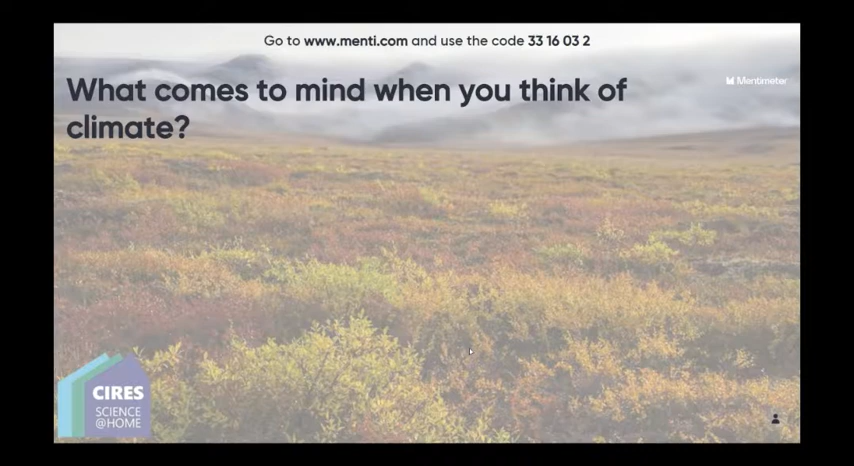 Go to www.menti.com and use the code 33 16 03 2
What comes to mind when you think of
climate?
Mentimeter
CIRES
SCIENCE
@HOME